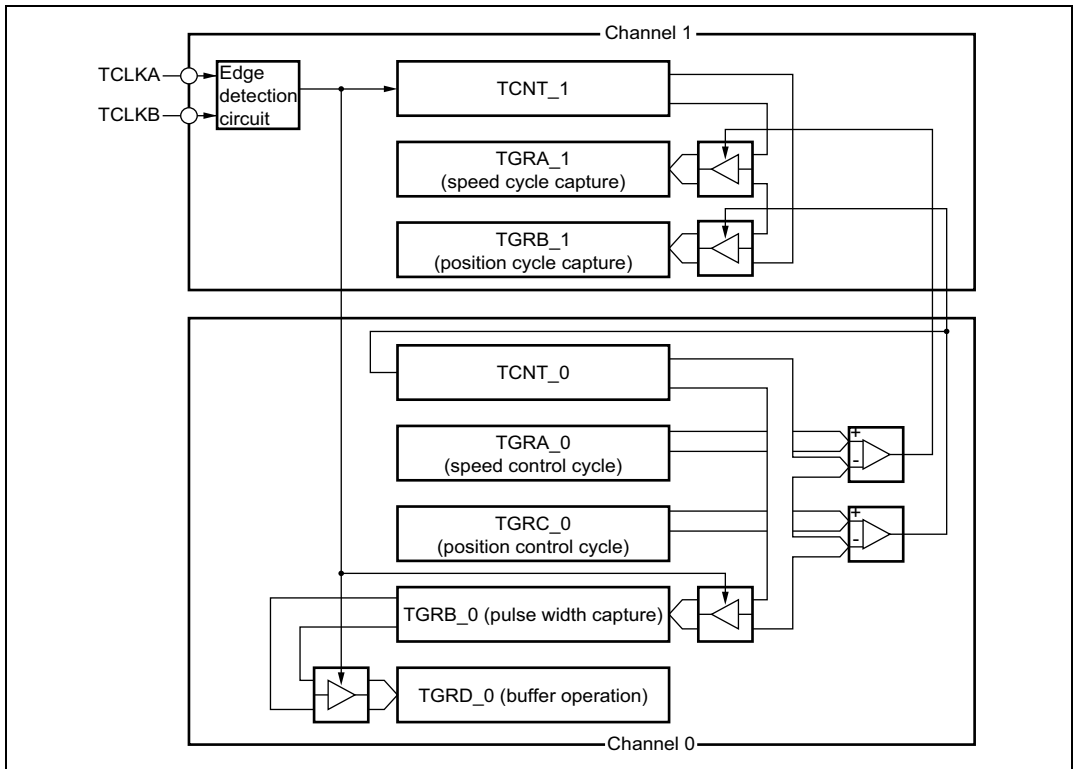 Channel 1
TCLKA
TCLKB
Edge
detection
circuit
TCNT_1
TGRA_1
(speed cycle capture)
TGRB_1
(position cycle capture)
TCNT_0
TGRA_0
(speed control cycle)
+
-
TGRC_0
(position control cycle)
+
-
TGRB_0 (pulse width capture)
TGRD_0 (buffer operation)
Channel 0